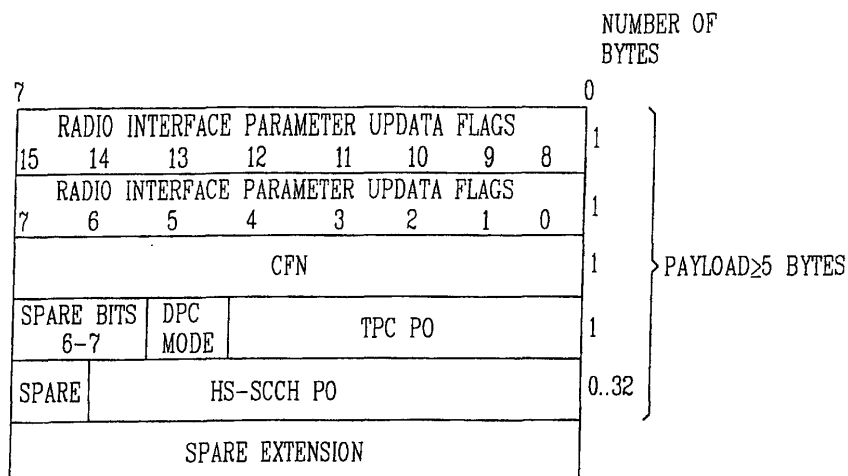 NUMBER OF
BYTES
7 0
RADIO INTERFACE PARAMETER UPDATA FLAGS
15 14 13 12 11 10 9 8
1
RADIO INTERFACE PARAMETER UPDATA FLAGS
7 6 5 4 3 2 1 0
1
CFN
1
PAYLOAD≥5 BYTES
SPARE BITS
6-7
DPC
MODE
TPC PO
1
SPARE
HS-SCCH PO
0..32
SPARE EXTENSION